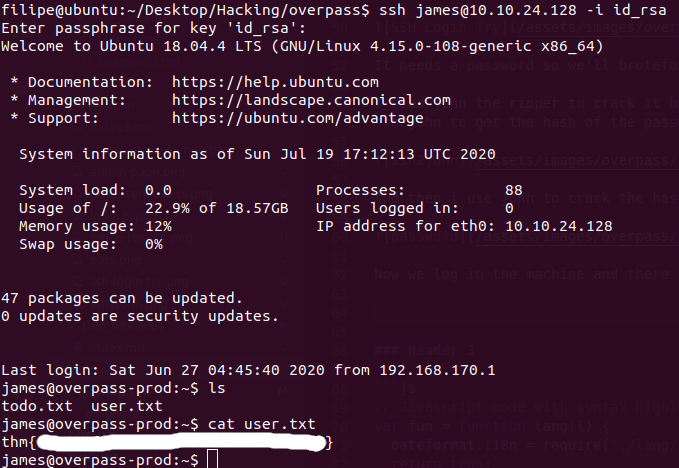 filipe@ubuntu:~/Desktop/Hacking/overpass$ ssh james@10.10.24.128 -i id_rsa
Enter passphrase for key 'id_rsa':
Welcome to Ubuntu 18.04.4 LTS (GNU/Linux 4.15.0-108-generic x86_64)
* Documentation:  https://help.ubuntu.com
* Management:     https://landscape.canonical.com
* Support:        https://ubuntu.com/advantage
System information as of Sun Jul 19 17:12:13 UTC 2020
System load:  0.0                Processes:           88
Usage of /:   22.9% of 18.57GB   Users logged in:     0
Memory usage: 12%                IP address for eth0: 10.10.24.128
Swap usage:   0%
47 packages can be updated.
0 updates are security updates.
Last login: Sat Jun 27 04:45:40 2020 from 192.168.170.1
james@overpass-prod:~$ ls
todo.txt  user.txt
james@overpass-prod:~$ cat user.txt
thm{ }
james@overpass-prod:~$